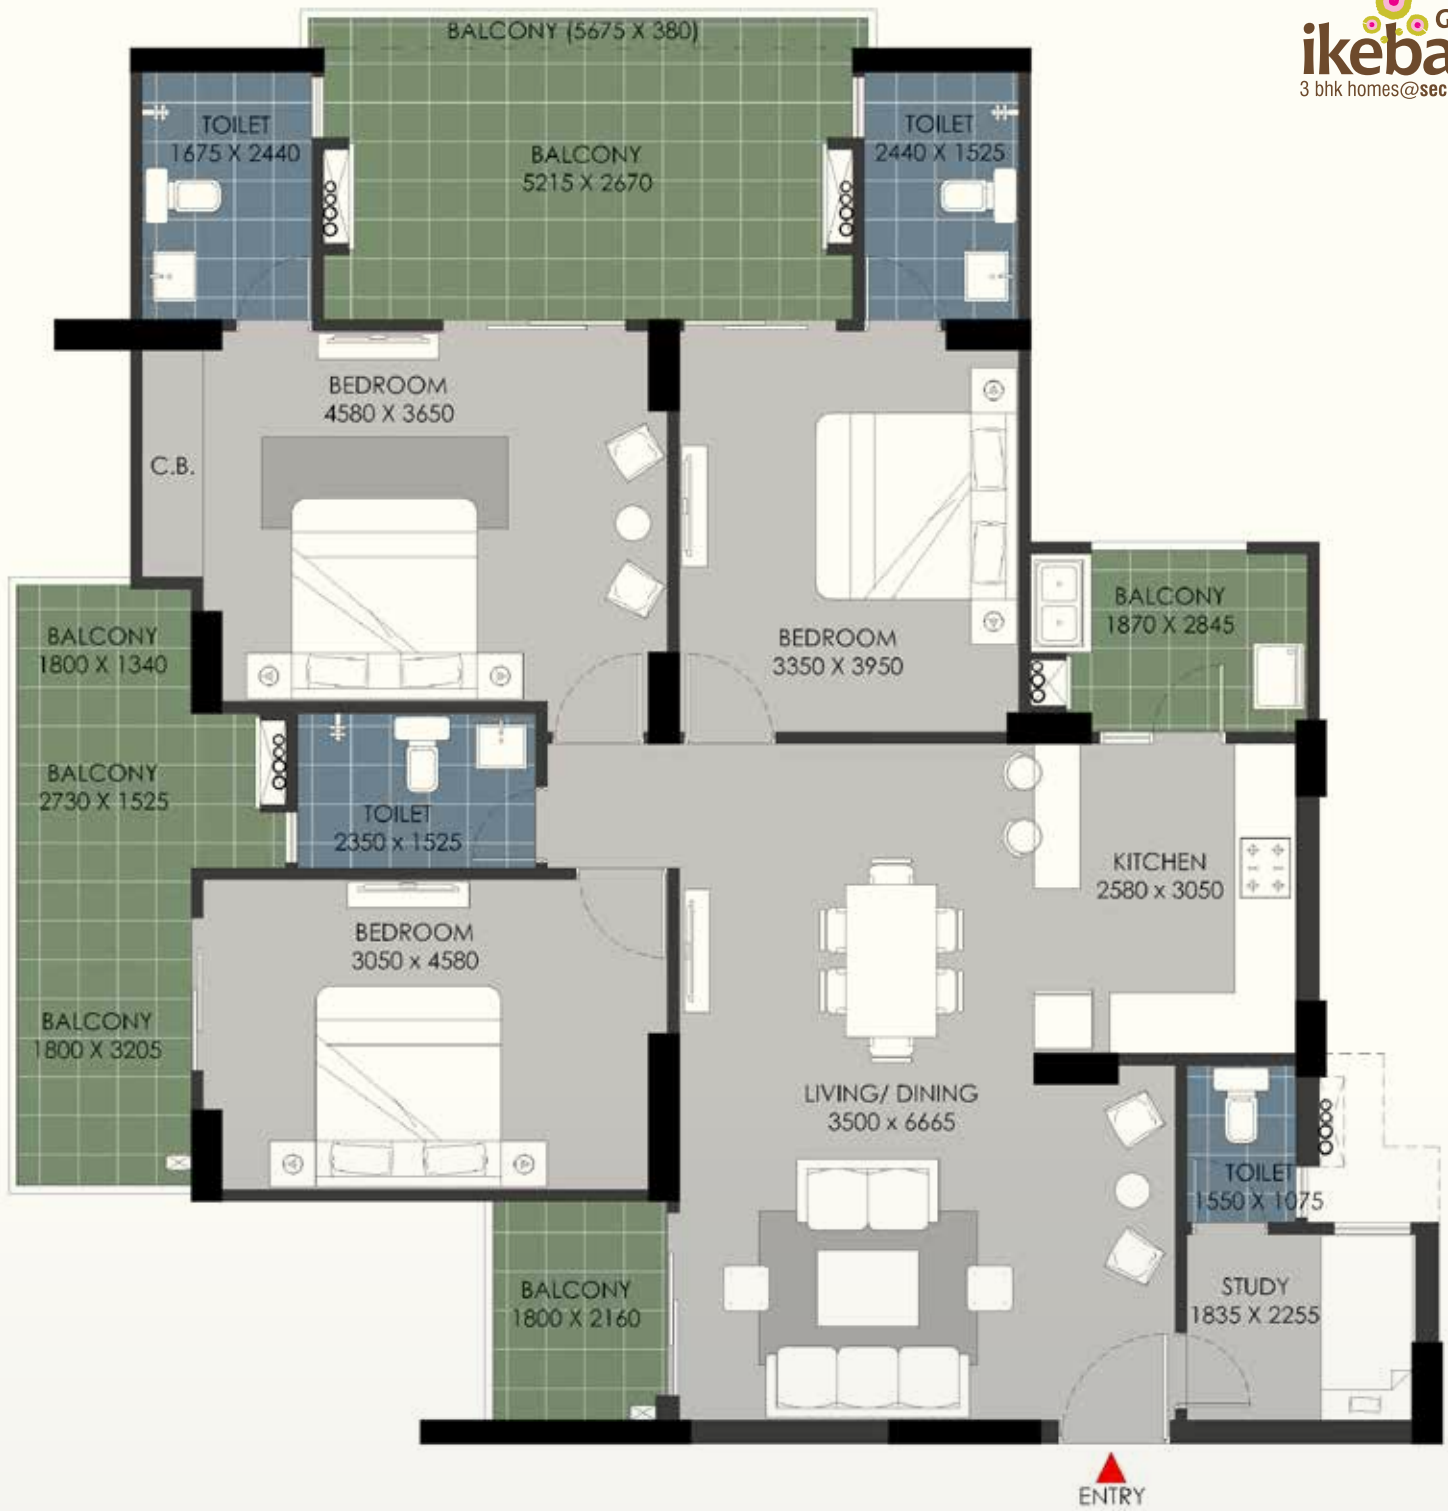 BALCONY (5675 X 380)
ikeba
3 bhk homes@sec
TOILET
1675 X 2440
BALCONY
5215 X 2670
TOILET
2440 X 1525
BEDROOM
4580 X 3650
C.B.
BEDROOM
3350 X 3950
BALCONY
1870 X 2845
BALCONY
1800 X 1340
BALCONY
2730 X 1525
TOILET
2350 x 1525
KITCHEN
2580 x 3050
BEDROOM
3050 x 4580
BALCONY
1800 X 3205
LIVING/ DINING
3500 x 6665
TOILET
1550 X 1075
BALCONY
1800 X 2160
STUDY
1835 X 2255
ENTRY